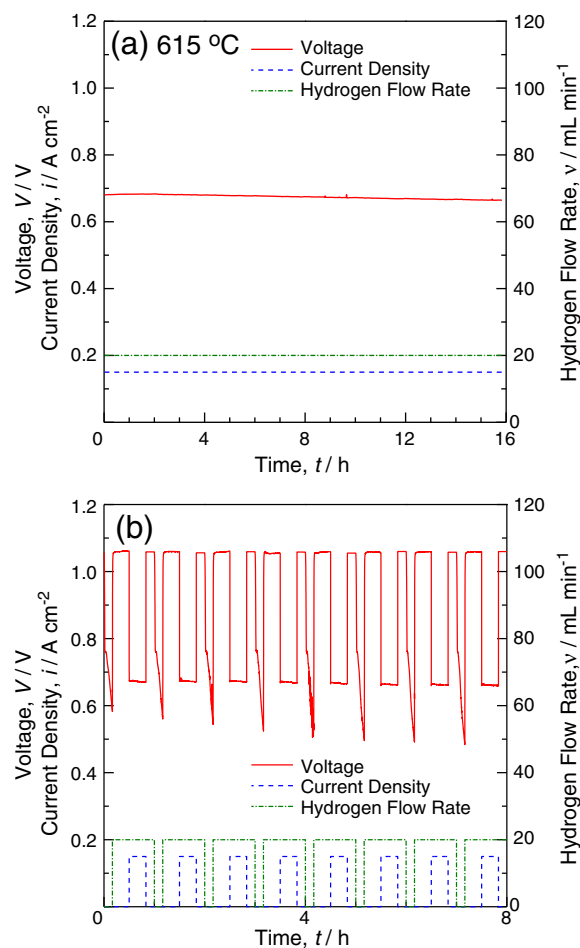 (a) 615 °C
Voltage
Current Density
Hydrogen Flow Rate
Voltage, V / V
Current Density, i / A cm-2
Hydrogen Flow Rate, ν / mL min-1
1.2
1.0
0.8
0.6
0.4
0.2
0 4 8 12 16
120
100
80
60
40
20
0
Time, t / h
(b)
Voltage
Current Density
Hydrogen Flow Rate
Voltage, V / V
Current Density, i / A cm-2
Hydrogen Flow Rate,ν / mL min-1
1.2
1.0
0.8
0.6
0.4
0.2
0 4 8
120
100
80
60
40
20
0
Time, t / h